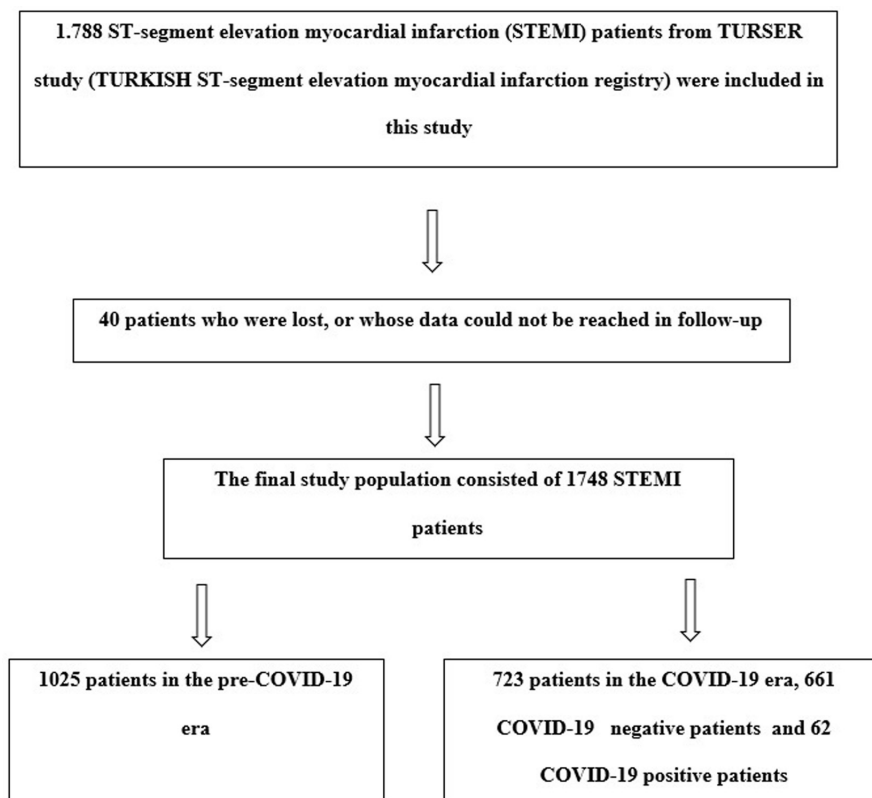 1.788 ST-segment elevation myocardial infarction (STEMI) patients from TURSER
study (TURKISH ST-segment elevation myocardial infarction registry) were included in
this study
40 patients who were lost, or whose data could not be reached in follow-up
The final study population consisted of 1748 STEMI
patients
1025 patients in the pre-COVID-19
era
723 patients in the COVID-19 era, 661
COVID-19 negative patients and 62
COVID-19 positive patients